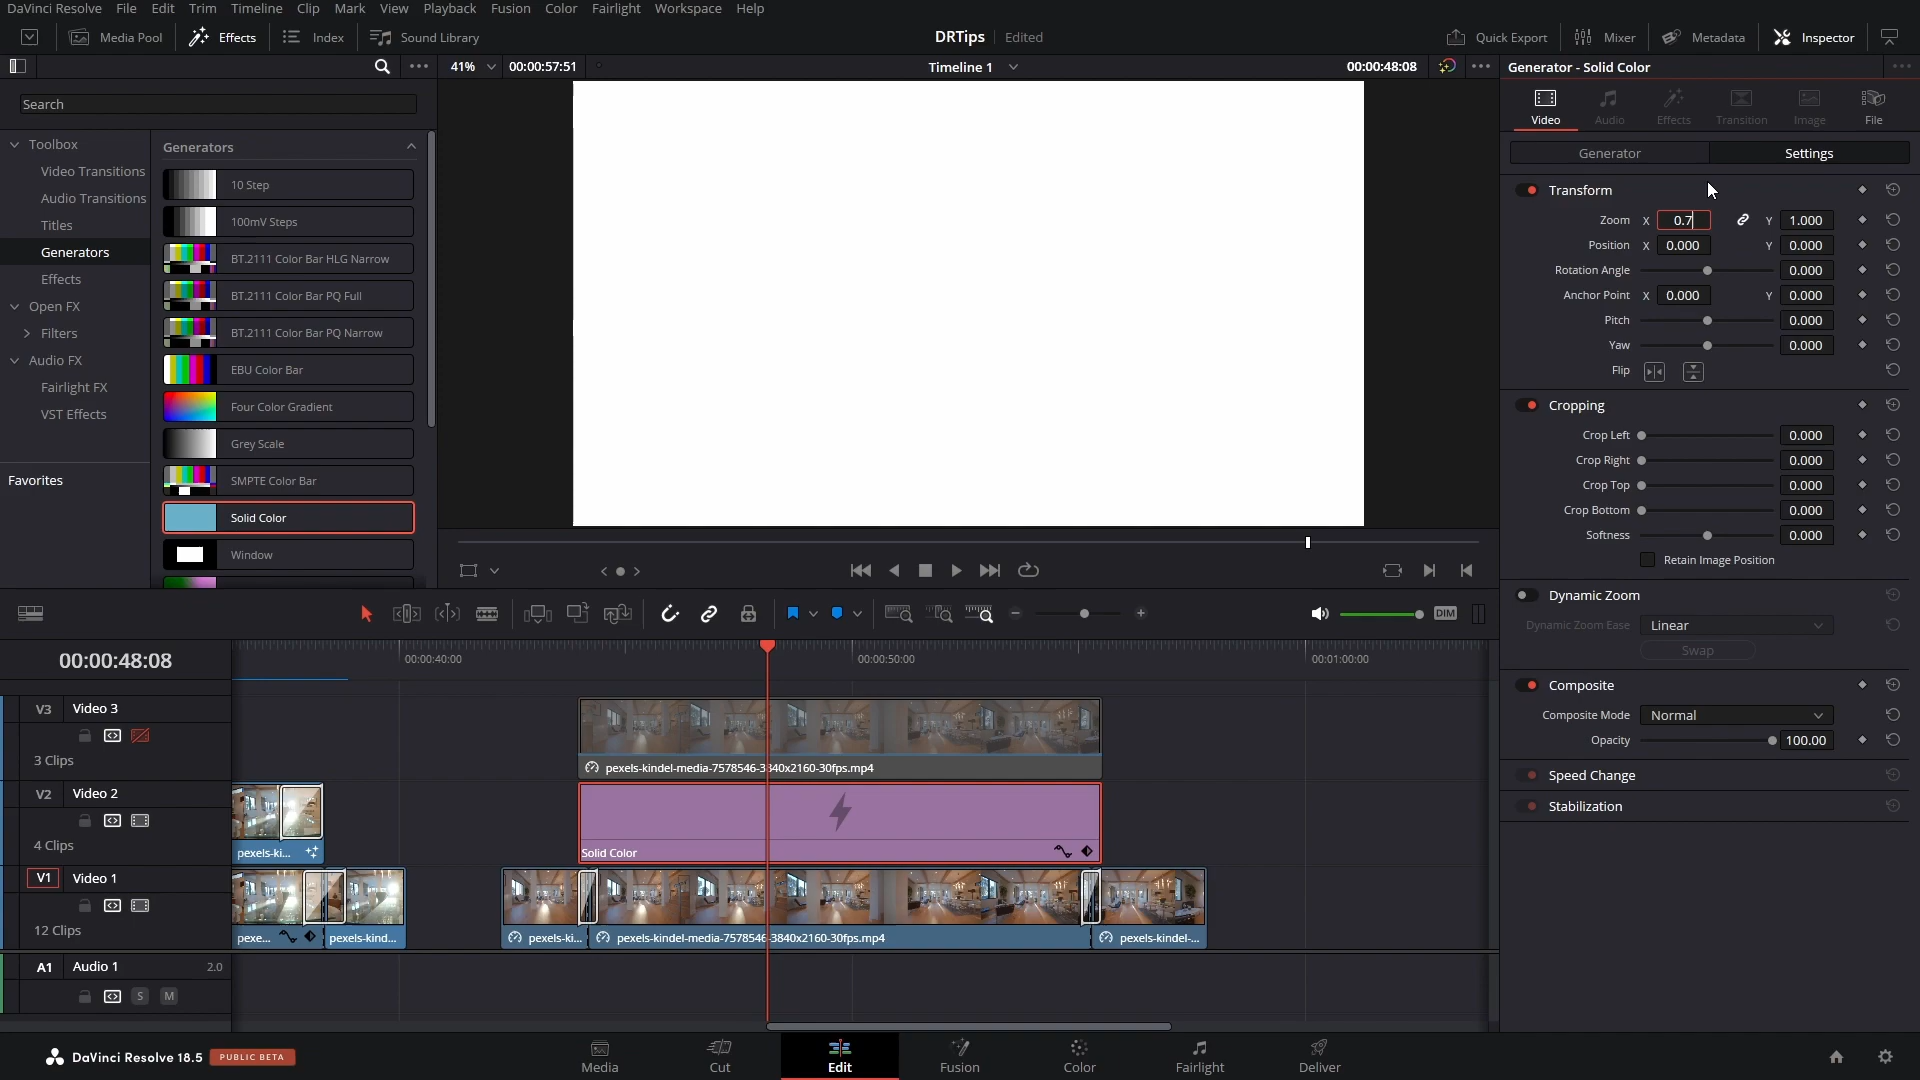 DaVinci Resolve File Edit Trim Timeline Clip Mark View Playback Fusion Color Fairlight Workspace Help
Media Pool Effects Index Sound Library DRTips Edited Quick Export Mixer Metadata Inspector
41% 00:00:57:51 Timeline 1 00:00:48:08 Generator - Solid Color
Search
Toolbox
Video Transitions
Audio Transitions
Titles
Generators
Effects
Open FX
Filters
Audio FX
Fairlight FX
VST Effects
Favorites
Generators
10 Step
100mV Steps
BT.2111 Color Bar HLG Narrow
BT.2111 Color Bar PQ Full
BT.2111 Color Bar PQ Narrow
EBU Color Bar
Four Color Gradient
Grey Scale
SMPTE Color Bar
Solid Color
Window
Video Audio Effects Transition Image File
Generator Settings
Transform
Zoom X 0.7 Y 1.000
Position X 0.000 Y 0.000
Rotation Angle 0.000
Anchor Point X 0.000 Y 0.000
Pitch 0.000
Yaw 0.000
Flip
Cropping
Crop Left 0.000
Crop Right 0.000
Crop Top 0.000
Crop Bottom 0.000
Softness 0.000
Retain Image Position
Dynamic Zoom
Dynamic Zoom Ease Linear
Swap
Composite
Composite Mode Normal
Opacity 100.00
Speed Change
Stabilization
DIM
00:00:48:08 00:00:40:00 00:00:50:00 01:00:00:00
V3 Video 3
3 Clips
pexels-kindel-media-7578546-3840x2160-30fps.mp4
V2 Video 2
4 Clips
pexels-ki... Solid Color
V1 Video 1
12 Clips
pexe... pexels-kind... pexels-ki... pexels-kindel-media-7578546-3840x2160-30fps.mp4 pexels-kindel-...
A1 Audio 1 2.0
S M
DaVinci Resolve 18.5 PUBLIC BETA
Media Cut Edit Fusion Color Fairlight Deliver